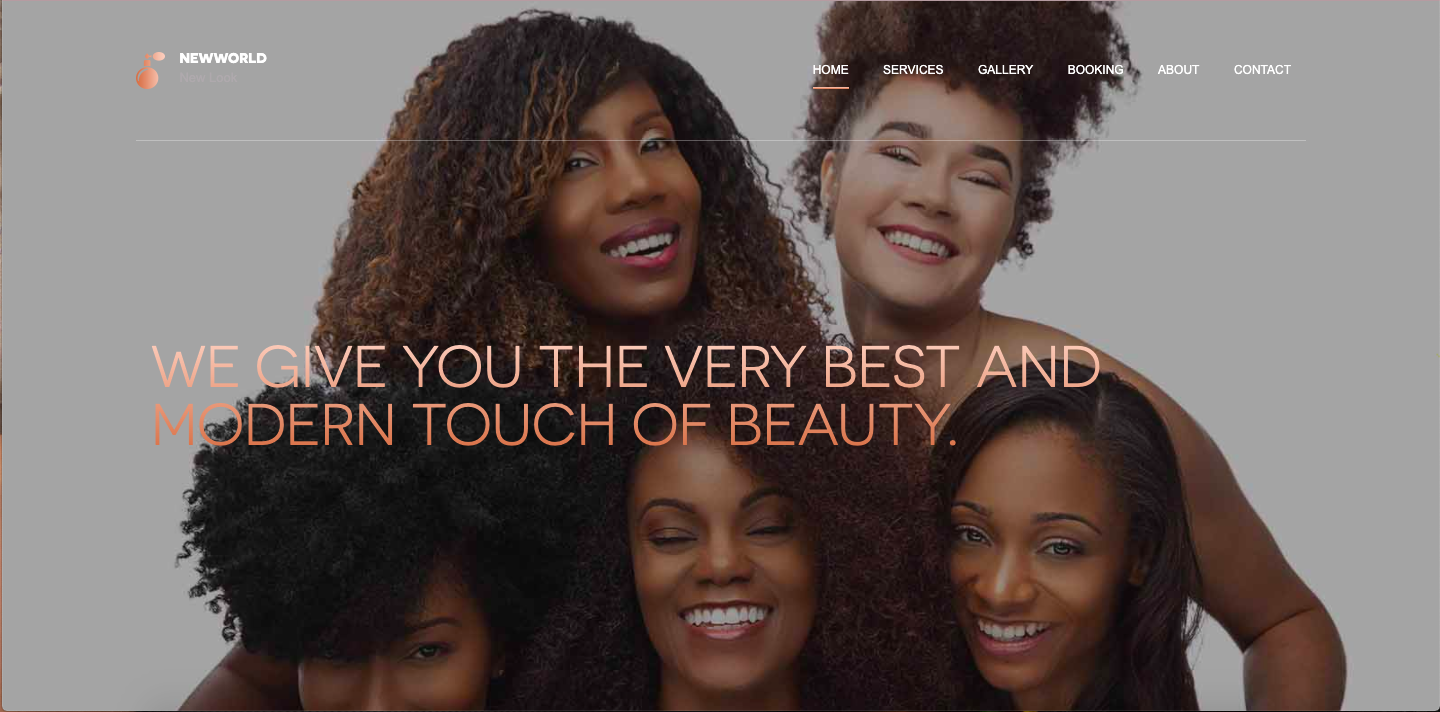 NEWWORLD
New Look
HOME SERVICES GALLERY BOOKING ABOUT CONTACT
WE GIVE YOU THE VERY BEST AND
MODERN TOUCH OF BEAUTY.